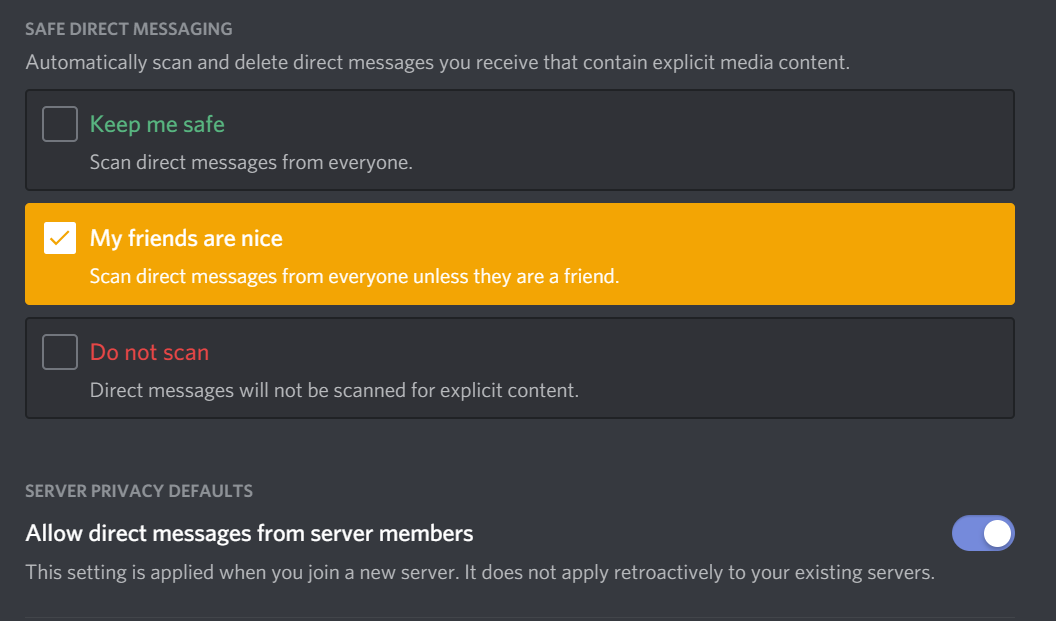 SAFE DIRECT MESSAGING
Automatically scan and delete direct messages you receive that contain explicit media content.
Keep me safe
Scan direct messages from everyone.
My friends are nice
Scan direct messages from everyone unless they are a friend.
Do not scan
Direct messages will not be scanned for explicit content.
SERVER PRIVACY DEFAULTS
Allow direct messages from server members
This setting is applied when you join a new server. It does not apply retroactively to your existing servers.